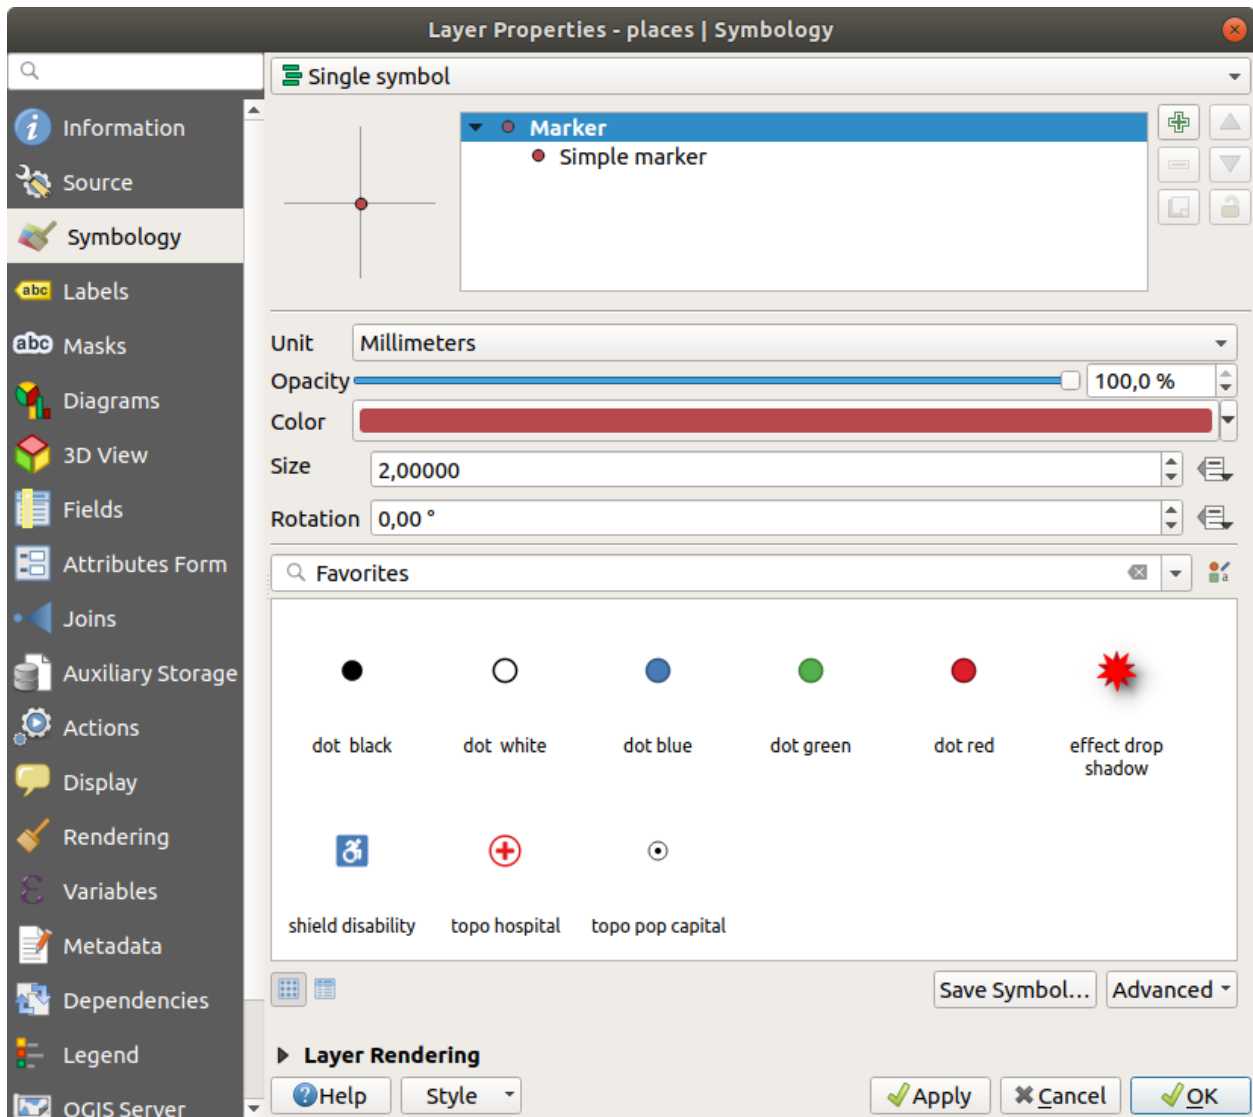 Layer Properties - places | Symbology
Single symbol
Information
Source
Symbology
Labels
Masks
Diagrams
3D View
Fields
Attributes Form
Joins
Auxiliary Storage
Actions
Display
Rendering
Variables
Metadata
Dependencies
Legend
QGIS Server
Marker
Simple marker
Unit Millimeters
Opacity 100,0 %
Color
Size 2,00000
Rotation 0,00 °
Favorites
dot black dot white dot blue dot green dot red effect drop
shadow
shield disability topo hospital topo pop capital
Save Symbol... Advanced
Layer Rendering
Help Style Apply Cancel OK
abc
abc